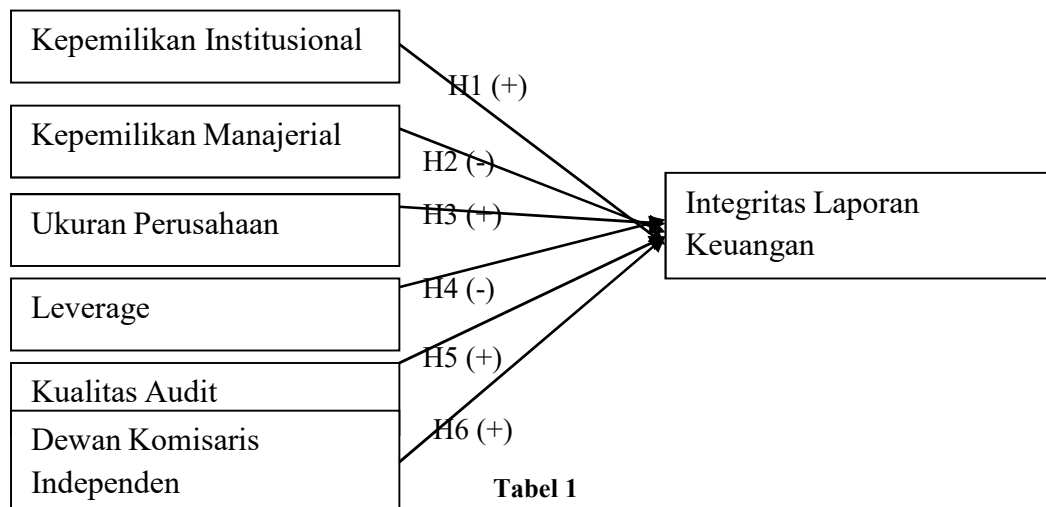 Kepemilikan Institusional
H1 (+)
Kepemilikan Manajerial
H2 (-)
Ukuran Perusahaan
H3 (+)
Integritas Laporan
Keuangan
Leverage
H4 (-)
Kualitas Audit
H5 (+)
Dewan Komisaris
Independen
H6 (+)
Tabel 1